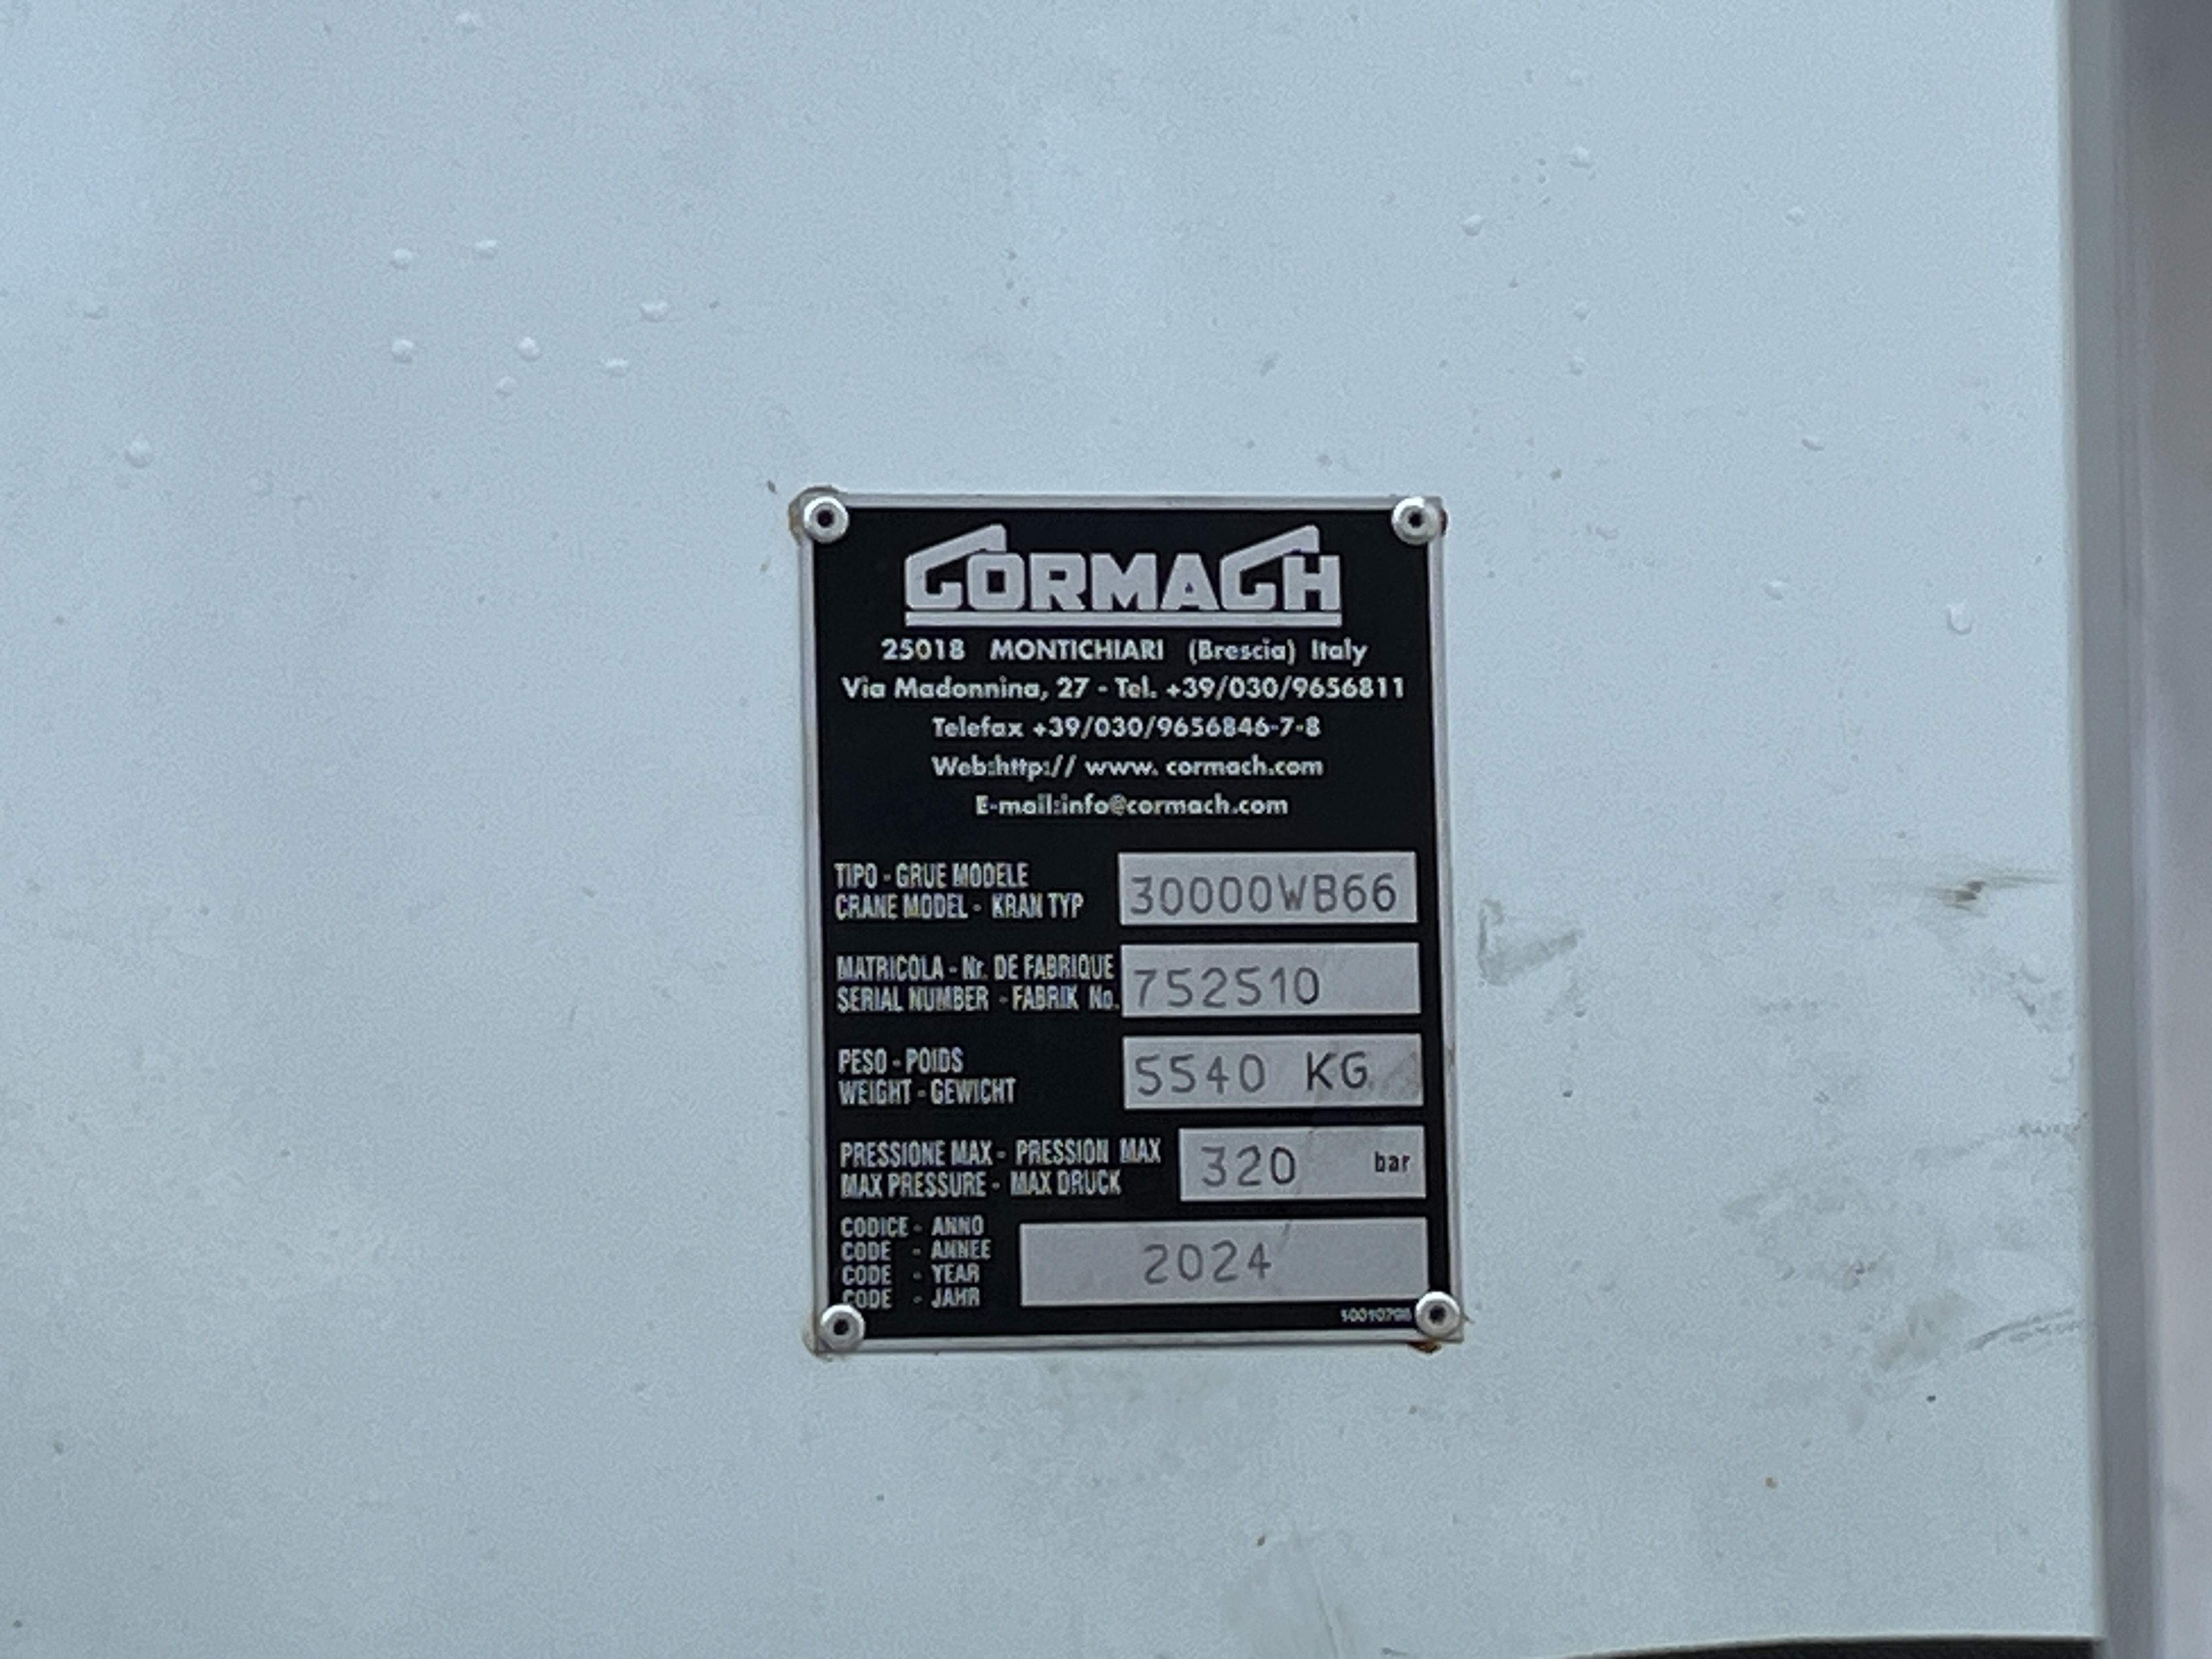 CORMACH
25018 MONTICHIARI (Brescia) Italy
Via Madonnina, 27 - Tel. +39/030/9656811
Telefax +39/030/9656846-7-8
Web:http:// www. cormach.com
E-mail:info@cormach.com
TIPO - GRUE MODELE
CRANE MODEL - KRAN TYP
30000WB66
MATRICOLA - Nr. DE FABRIQUE
SERIAL NUMBER - FABRIK No.
752510
PESO - POIDS
WEIGHT - GEWICHT
5540 KG
PRESSIONE MAX - PRESSION MAX
MAX PRESSURE - MAX DRUCK
320 bar
CODICE - ANNO
CODE - ANNEE
CODE - YEAR
CODE - JAHR
2024